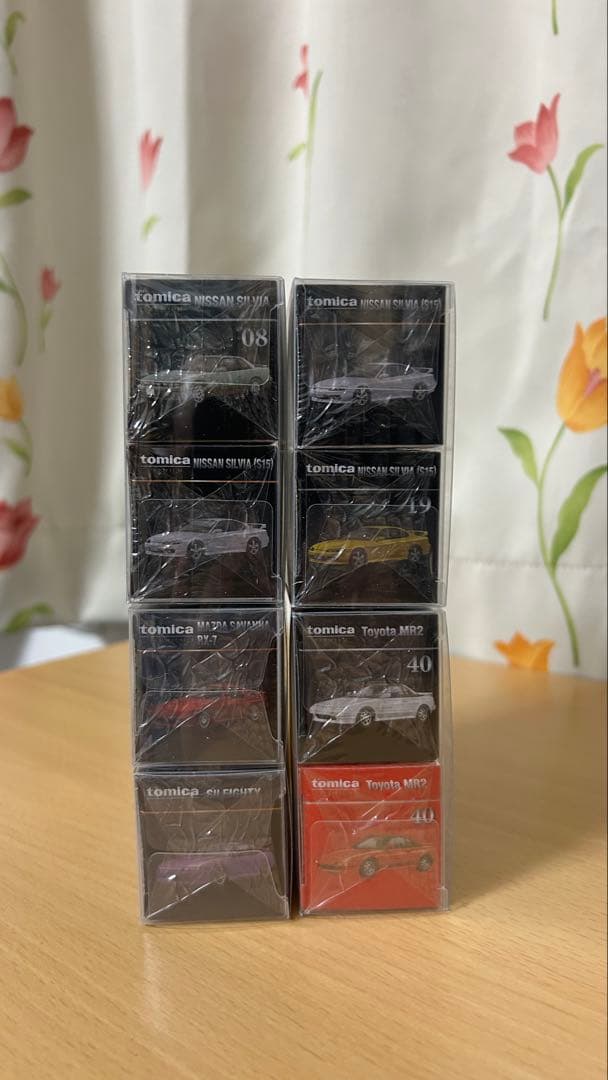 tomica NISSAN SILVIA
08
tomica NISSAN SILVIA (S15)
tomica NISSAN SILVIA (S15)
tomica NISSAN SILVIA (S15)
19
tomica MAZDA SAVANNA
RX-7
tomica Toyota MR2
40
tomica SILEIGHTY
tomica Toyota MR2
40